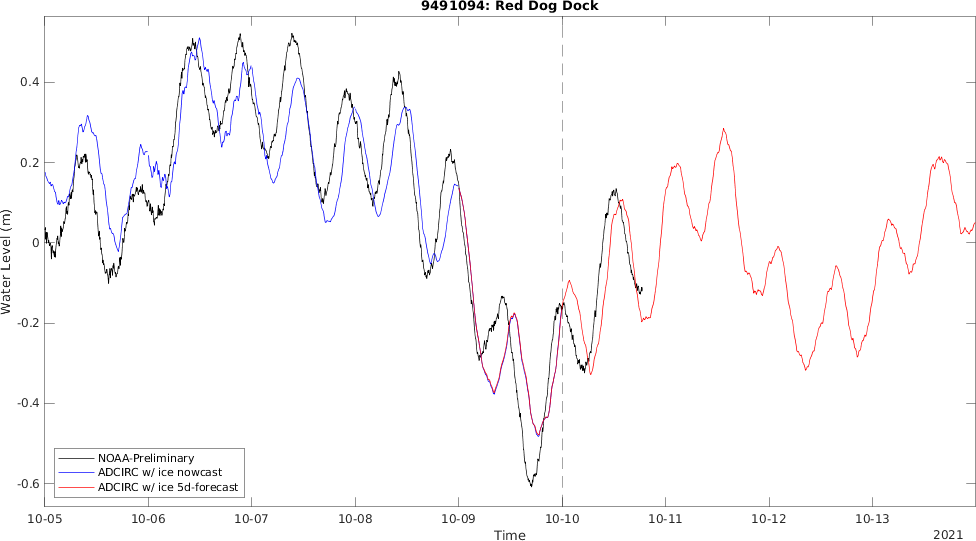 9491094: Red Dog Dock
Water Level (m)
0.4
0.2
0
-0.2
-0.4
-0.6
NOAA-Preliminary
ADCIRC w/ ice nowcast
ADCIRC w/ ice 5d-forecast
10-05 10-06 10-07 10-08 10-09 10-10 10-11 10-12 10-13
Time
2021